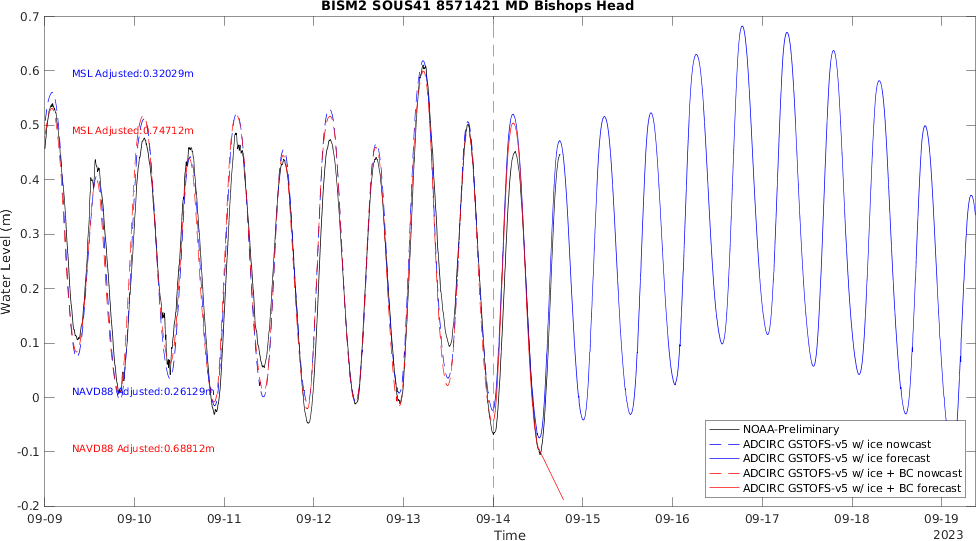 BISM2 SOUS41 8571421 MD Bishops Head
0.7
0.6
0.5
0.4
0.3
0.2
0.1
0
-0.1
-0.2
Water Level (m)
MSL Adjusted:0.32029m
MSL Adjusted:0.74712m
NAVD88 Adjusted:0.26129m
NAVD88 Adjusted:0.68812m
NOAA-Preliminary
ADCIRC GSTOFS-v5 w/ ice nowcast
ADCIRC GSTOFS-v5 w/ ice forecast
ADCIRC GSTOFS-v5 w/ ice + BC nowcast
ADCIRC GSTOFS-v5 w/ ice + BC forecast
09-09 09-10 09-11 09-12 09-13 09-14 09-15 09-16 09-17 09-18 09-19
Time
2023